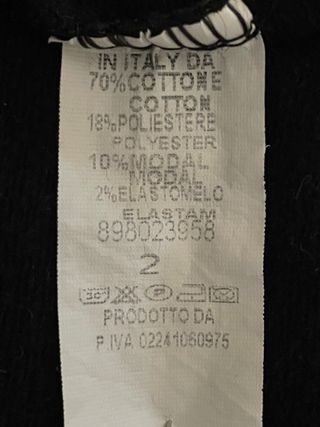 IN ITALY DA
70%COTTONE
COTTON
18%POLIESTERE
POLYESTER
10%MODAL
MODAL
2%ELASTOMELO
ELASTAM
898023958
2
30° P
PRODOTTO DA
P.IVA 02241060975